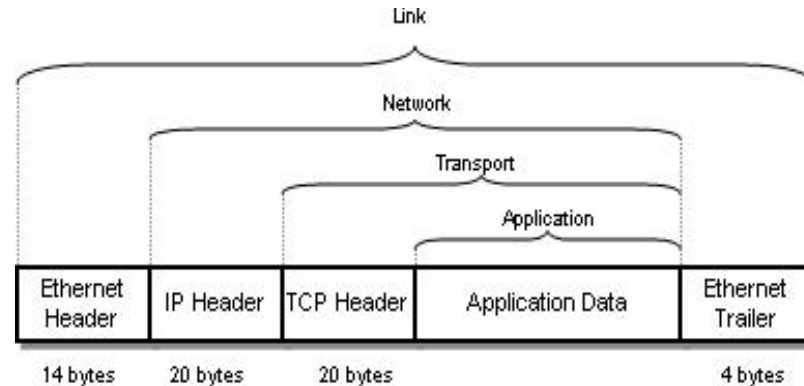 Link
Network
Transport
Application
Ethernet Header
IP Header
TCP Header
Application Data
Ethernet Trailer
14 bytes
20 bytes
20 bytes
4 bytes